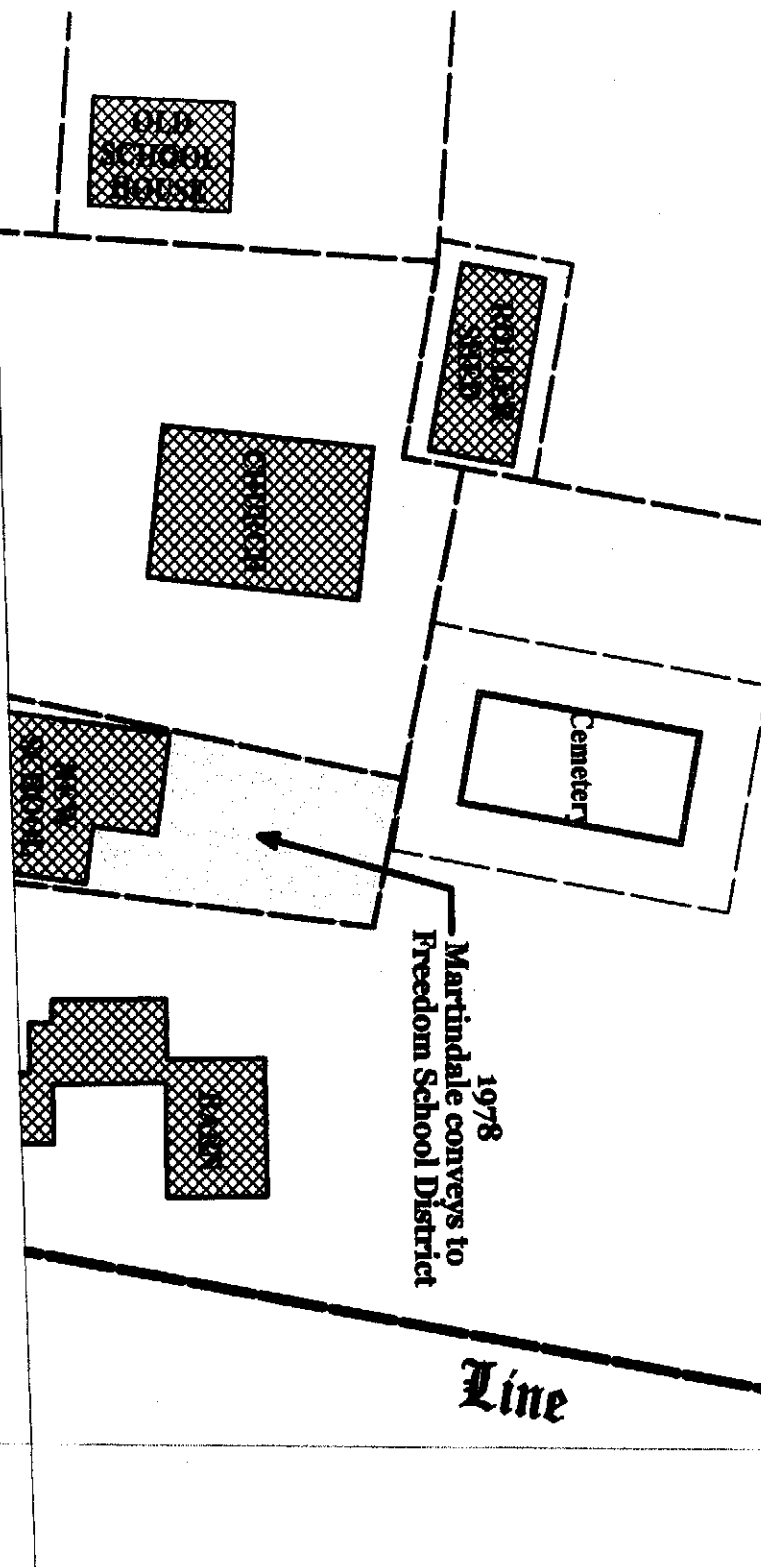 OLD
SCHOOL
HOUSE
ROLLER
SHED
CHURCH
Cemetery
NEW
SCHOOL
1978
Martindale conveys to
Freedom School District
BARN
Line